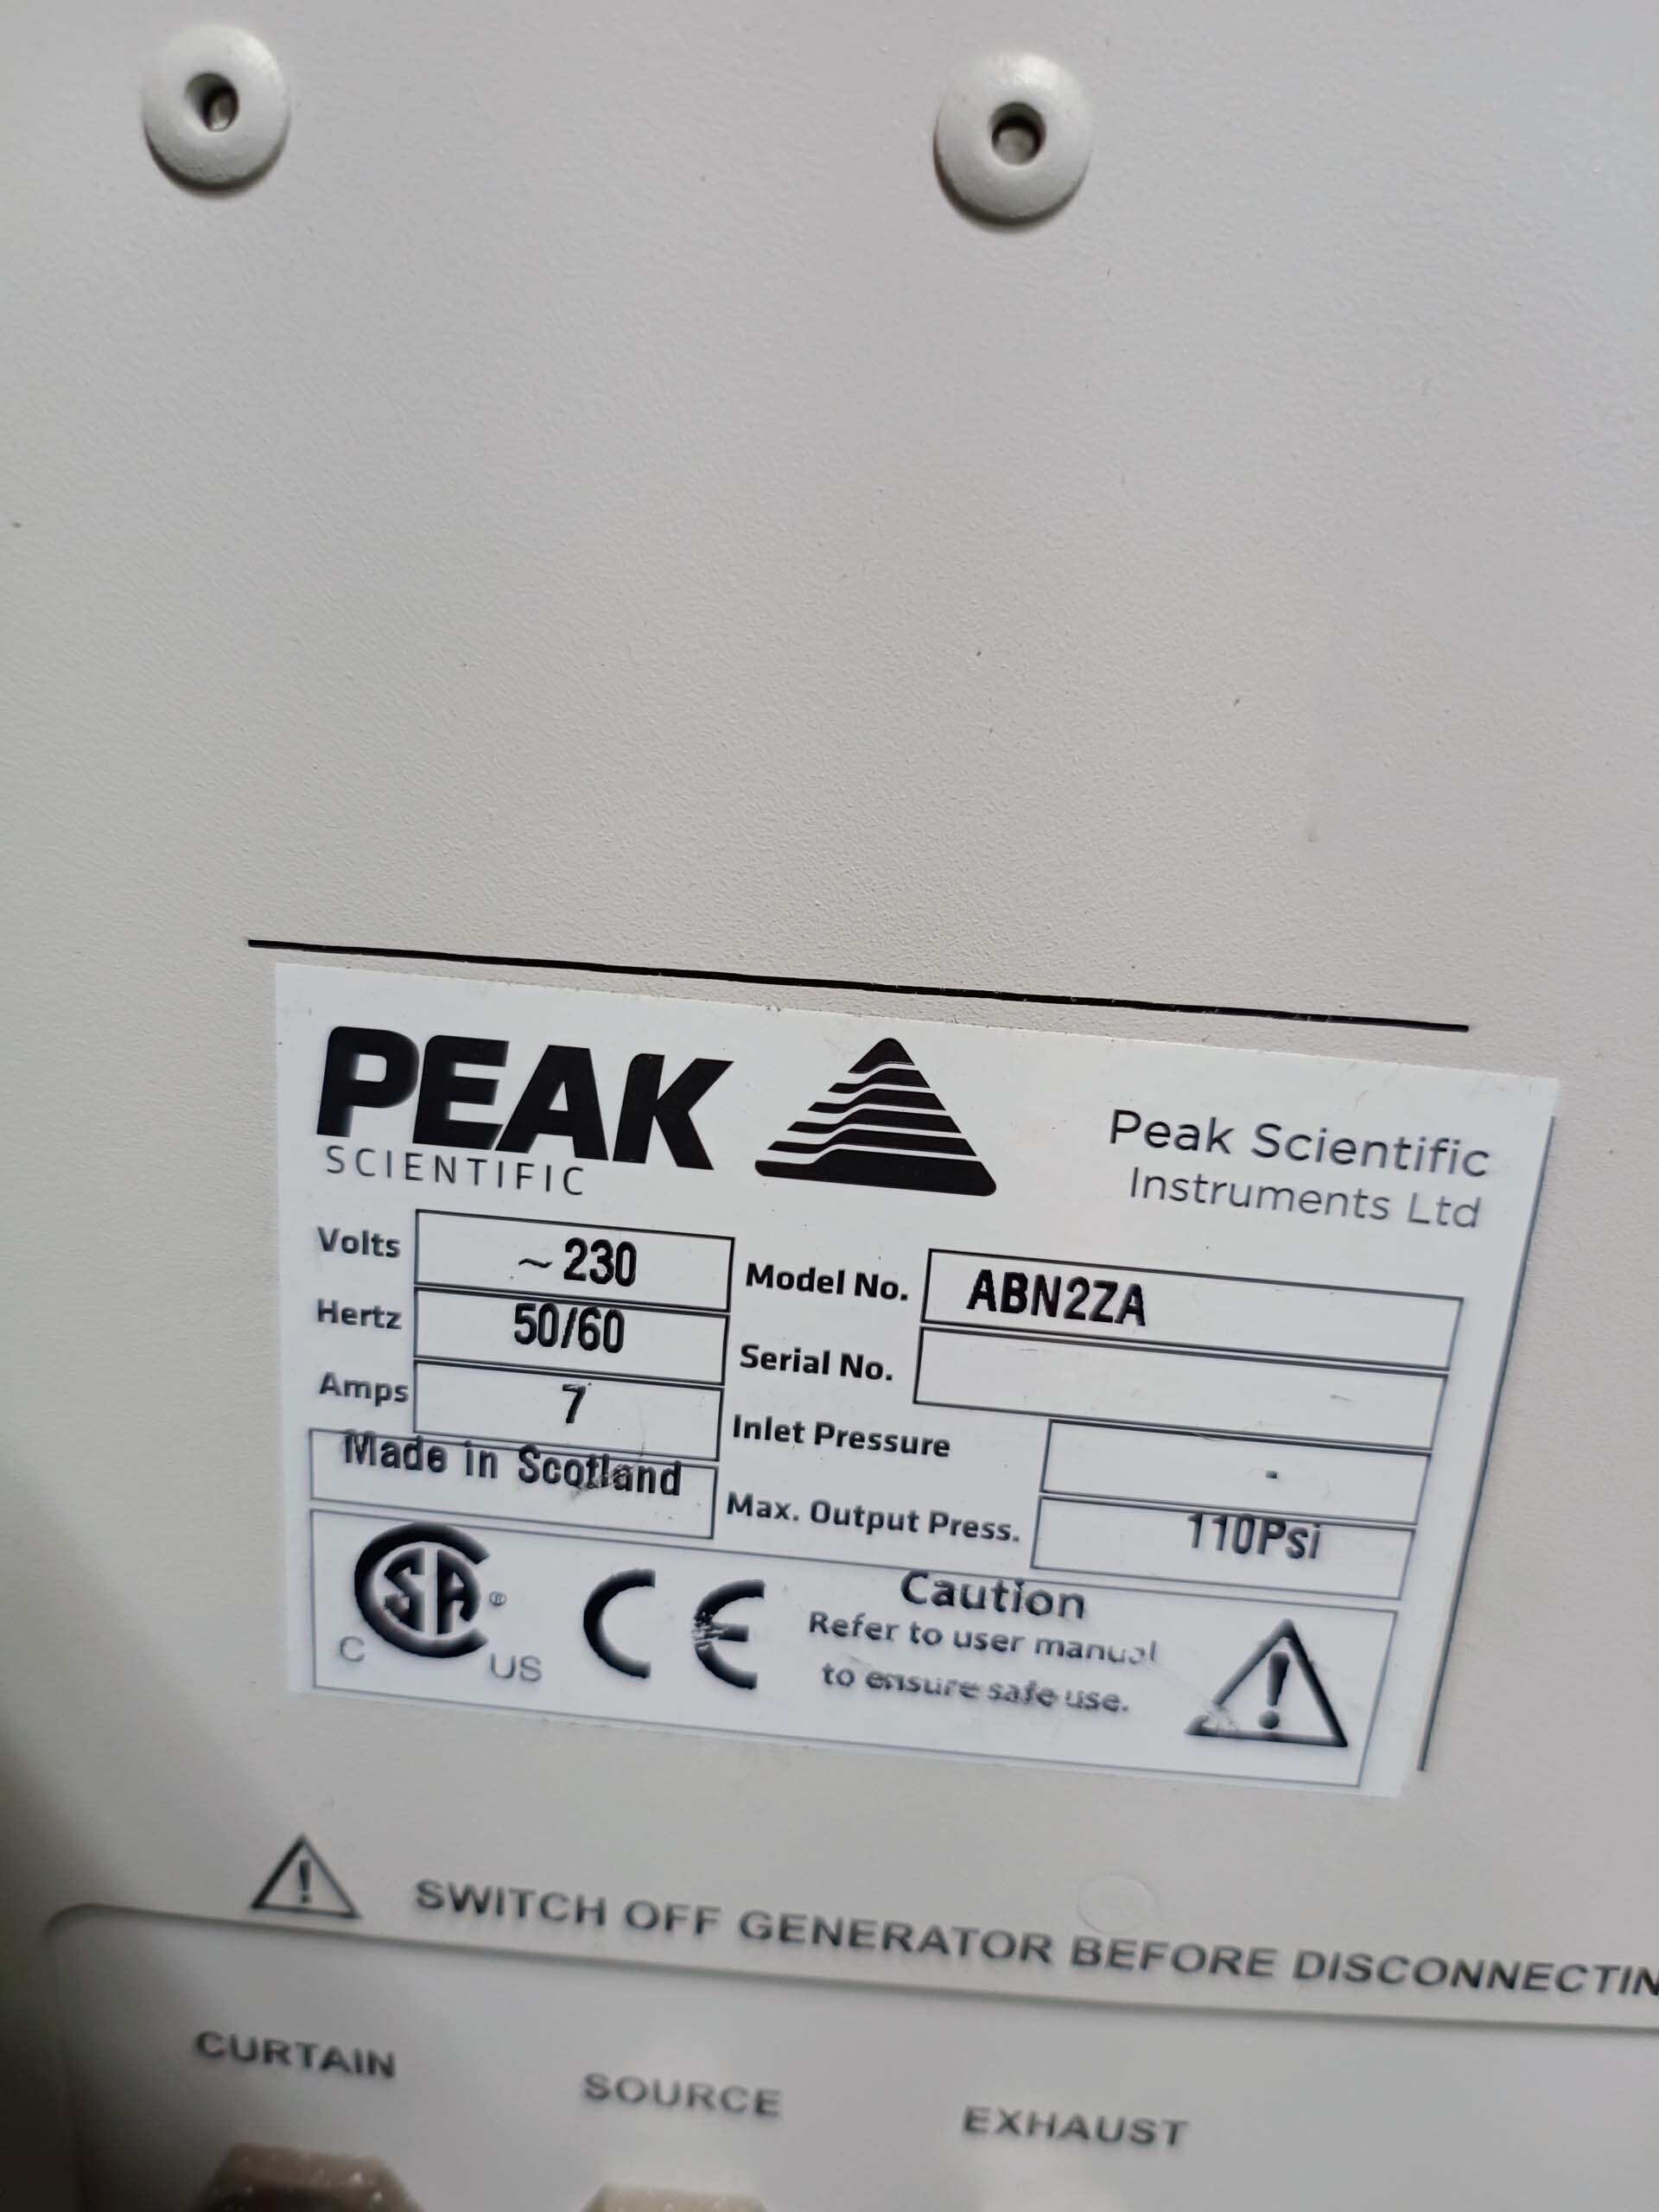 PEAK
SCIENTIFIC
Peak Scientific
Instruments Ltd
Volts ~230
Hertz 50/60
Amps 7
Made in Scotland
Model No. ABN2ZA
Serial No.
Inlet Pressure -
Max. Output Press. 110Psi
CSA® C US CE
Caution
Refer to user manual
to ensure safe use.
SWITCH OFF GENERATOR BEFORE DISCONNECTIN
CURTAIN
SOURCE
EXHAUST